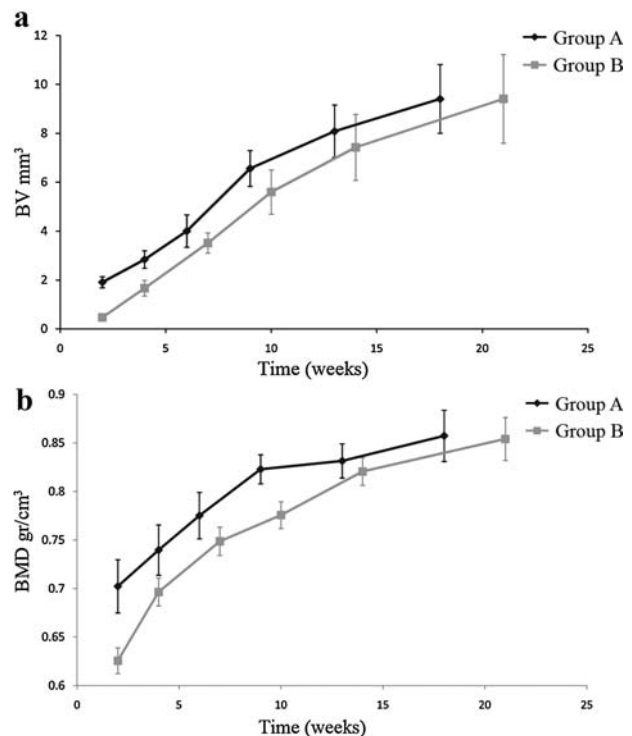 a
12
10
8
6
4
2
0
BV mm³
0 5 10 15 20 25
Time (weeks)
Group A
Group B
b
0.9
0.85
0.8
0.75
0.7
0.65
0.6
BMD gr/cm³
0 5 10 15 20 25
Time (weeks)
Group A
Group B